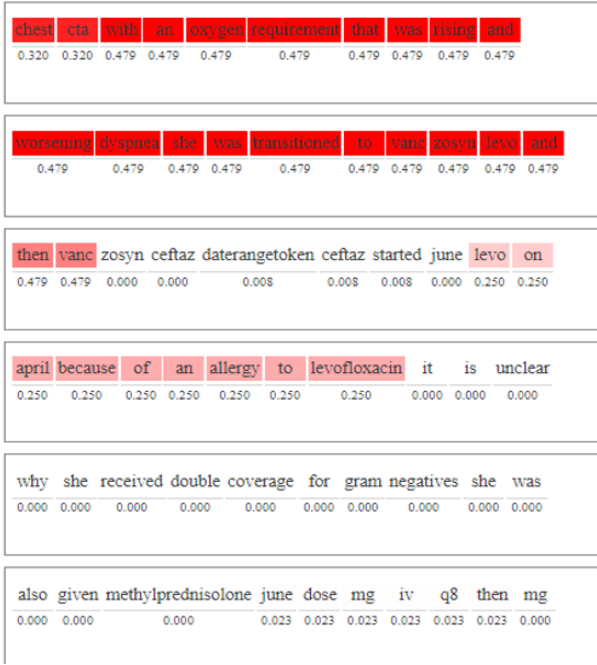 chest cta with an oxygen requirement that was rising and
0.320 0.320 0.479 0.479 0.479 0.479 0.479 0.479 0.479 0.479
worsening dyspnea she was transitioned to vanc zosyn levo and
0.479 0.479 0.479 0.479 0.479 0.479 0.479 0.479 0.479 0.479
then vanc zosyn ceftaz daterangetoken ceftaz started june levo on
0.479 0.479 0.000 0.000 0.008 0.008 0.008 0.000 0.250 0.250
april because of an allergy to levofloxacin it is unclear
0.250 0.250 0.250 0.250 0.250 0.250 0.250 0.000 0.000 0.000
why she received double coverage for gram negatives she was
0.000 0.000 0.000 0.000 0.000 0.000 0.000 0.000 0.000 0.000
also given methylprednisolone june dose mg iv q8 then mg
0.000 0.000 0.000 0.023 0.023 0.023 0.023 0.023 0.023 0.000